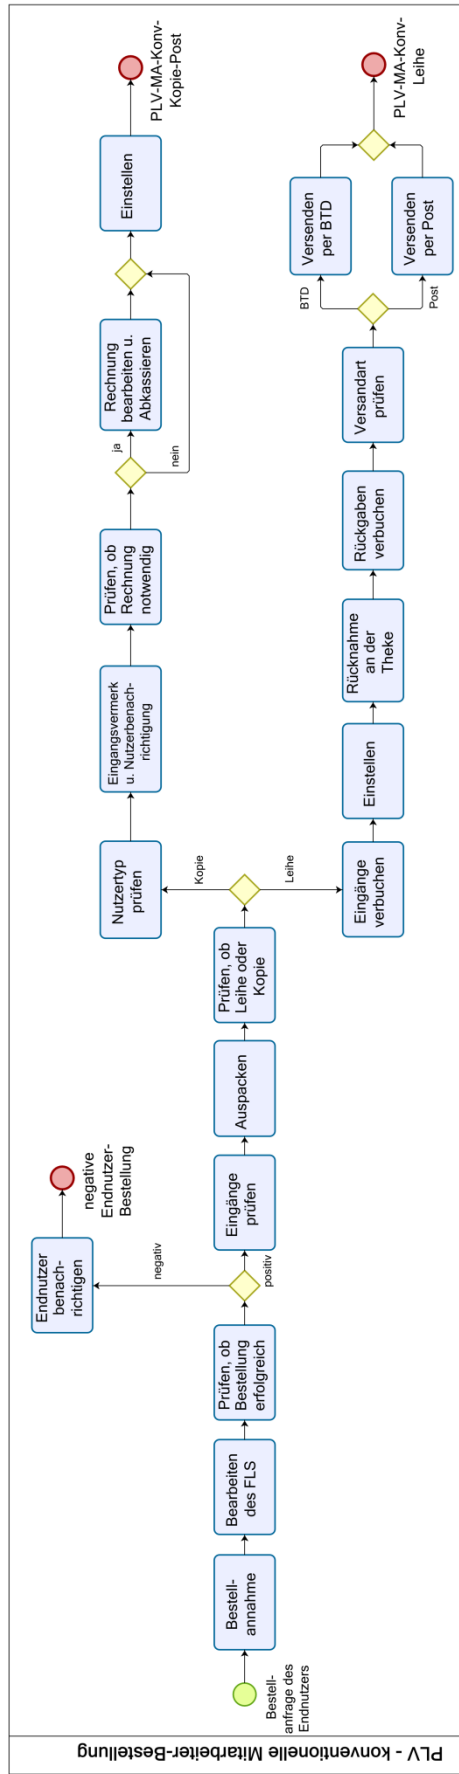 PLV - konventionelle Mitarbeiter-Bestellung
Bestell-
anfrage des
Endnutzers
Bestell-
annahme
Bearbeiten
des FLS
Prüfen, ob
Bestellung
erfolgreich
negativ
positiv
Endnutzer
benach-
richtigen
negative
Endnutzer-
Bestellung
Eingänge
prüfen
Auspacken
Prüfen, ob
Leihe oder
Kopie
Kopie
Leihe
Nutzertyp
prüfen
Eingangsvermerk
u. Nutzerbenach-
richtigung
Prüfen, ob
Rechnung
notwendig
ja
nein
Rechnung
bearbeiten u.
Abkassieren
Einstellen
PLV-MA-Konv-
Kopie-Post
Eingänge
verbuchen
Einstellen
Rücknahme
an der
Theke
Rückgaben
verbuchen
Versandart
prüfen
BTD
Post
Versenden
per BTD
Versenden
per Post
PLV-MA-Konv-
Leihe